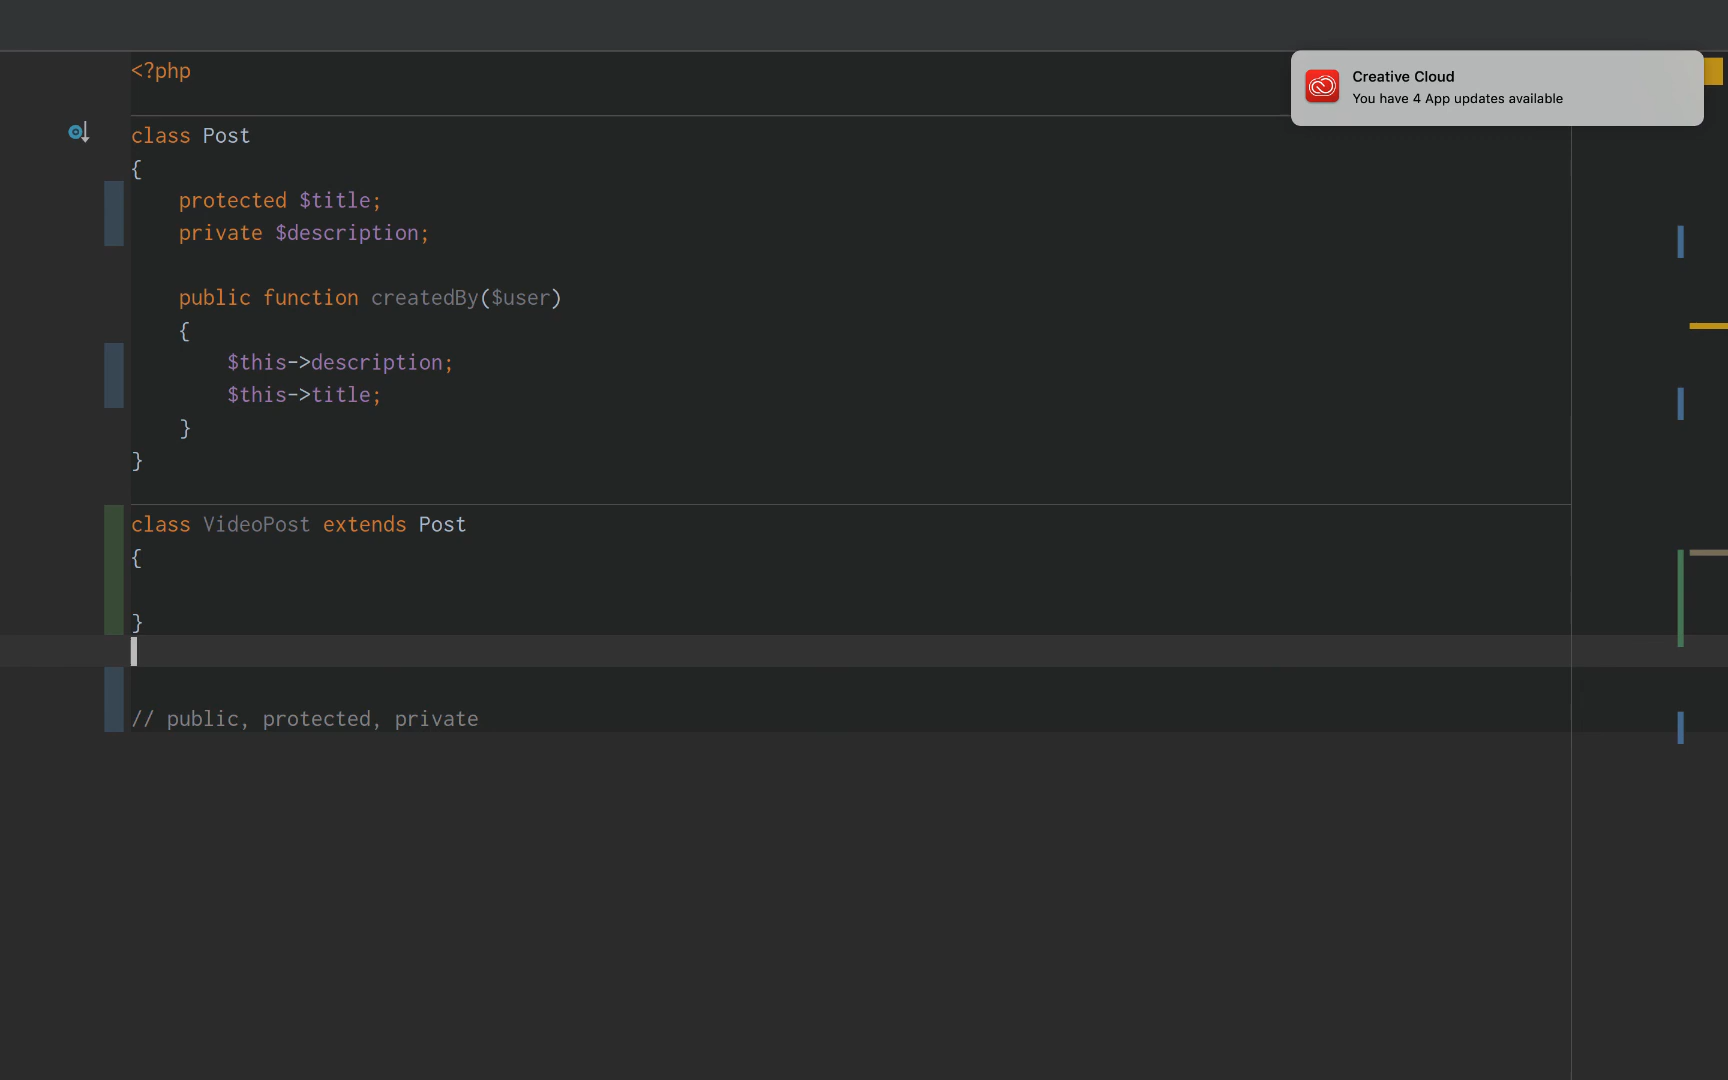 <?php
Creative Cloud
You have 4 App updates available
class Post
{
    protected $title;
    private $description;
    public function createdBy($user)
    {
        $this->description;
        $this->title;
    }
}
class VideoPost extends Post
{
}
// public, protected, private